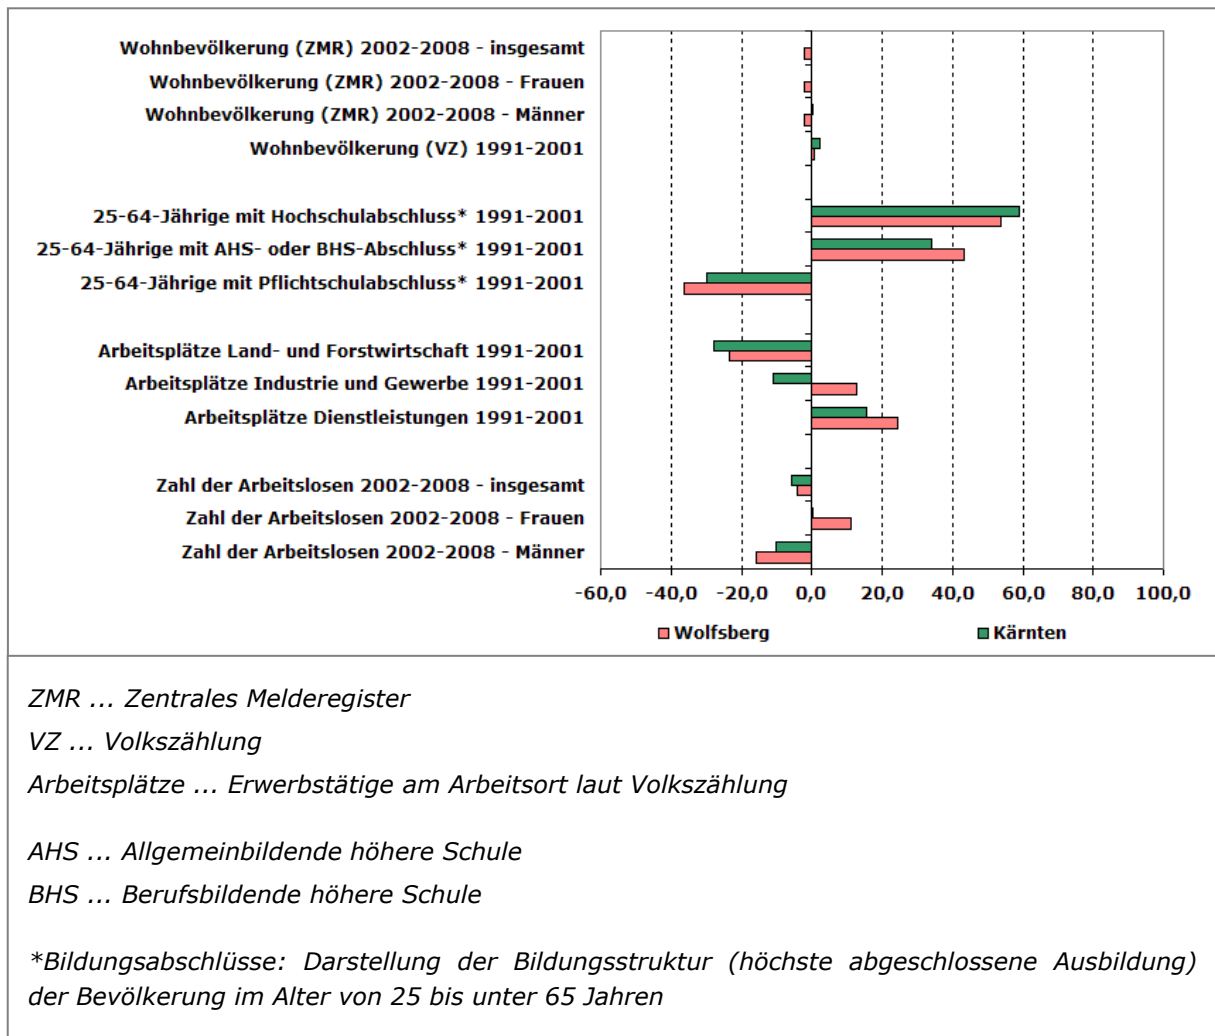 Wohnbevölkerung (ZMR) 2002-2008 - insgesamt
Wohnbevölkerung (ZMR) 2002-2008 - Frauen
Wohnbevölkerung (ZMR) 2002-2008 - Männer
Wohnbevölkerung (VZ) 1991-2001
25-64-Jährige mit Hochschulabschluss* 1991-2001
25-64-Jährige mit AHS- oder BHS-Abschluss* 1991-2001
25-64-Jährige mit Pflichtschulabschluss* 1991-2001
Arbeitsplätze Land- und Forstwirtschaft 1991-2001
Arbeitsplätze Industrie und Gewerbe 1991-2001
Arbeitsplätze Dienstleistungen 1991-2001
Zahl der Arbeitslosen 2002-2008 - insgesamt
Zahl der Arbeitslosen 2002-2008 - Frauen
Zahl der Arbeitslosen 2002-2008 - Männer
-60,0 -40,0 -20,0 0,0 20,0 40,0 60,0 80,0 100,0
Wolfsberg Kärnten
ZMR ... Zentrales Melderegister
VZ ... Volkszählung
Arbeitsplätze ... Erwerbstätige am Arbeitsort laut Volkszählung
AHS ... Allgemeinbildende höhere Schule
BHS ... Berufsbildende höhere Schule
*Bildungsabschlüsse: Darstellung der Bildungsstruktur (höchste abgeschlossene Ausbildung)
der Bevölkerung im Alter von 25 bis unter 65 Jahren